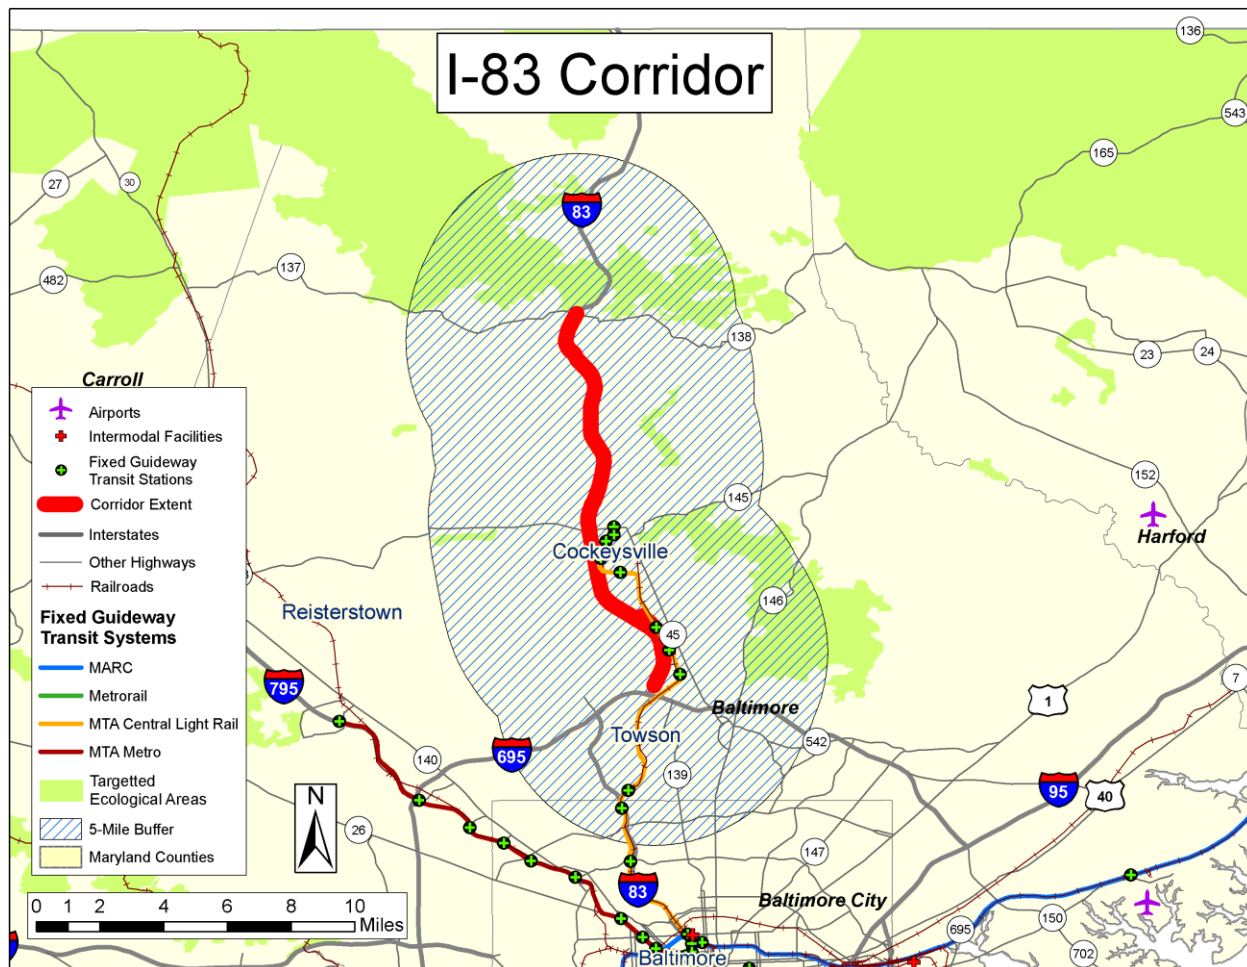 I-83 Corridor
136
543
165
27
30
83
482
137
138
23
24
Carroll
Airports
Intermodal Facilities
Fixed Guideway
Transit Stations
Corridor Extent
Interstates
Other Highways
Railroads
Fixed Guideway
Transit Systems
MARC
Metrorail
MTA Central Light Rail
MTA Metro
Targetted
Ecological Areas
5-Mile Buffer
Maryland Counties
152
145
Harford
Cockeysville
146
Reisterstown
45
795
7
1
Baltimore
Towson
542
695
140
139
95
40
N
26
147
83
Baltimore City
0 1 2 4 6 8 10
Miles
150
695
702
Baltimore